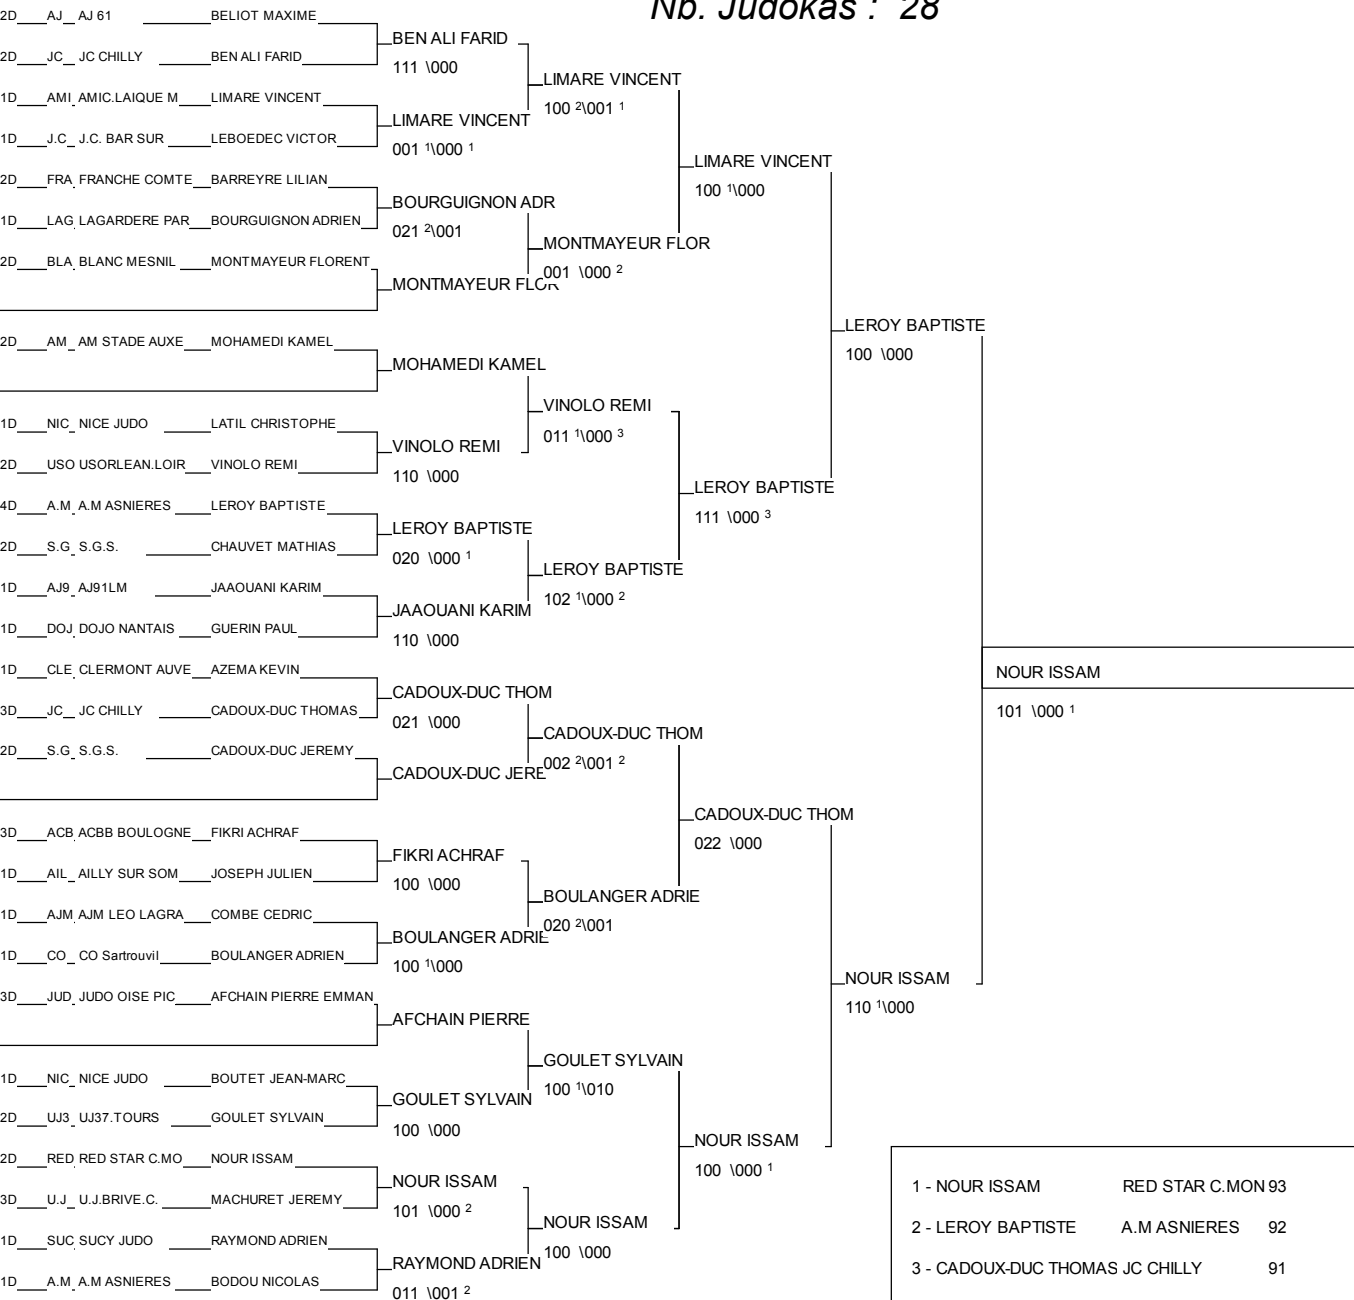 Nb. Judokas : 28
2D AJ AJ 61 BELIOT MAXIME
BEN ALI FARID
2D JC JC CHILLY BEN ALI FARID
111 \000
LIMARE VINCENT
1D AMI AMIC.LAIQUE M LIMARE VINCENT
100 2\001 1
LIMARE VINCENT
1D J.C J.C. BAR SUR LEBOEDEC VICTOR
001 1\000 1
LIMARE VINCENT
100 1\000
2D FRA FRANCHE COMTE BARREYRE LILIAN
BOURGUIGNON ADR
1D LAG LAGARDERE PAR BOURGUIGNON ADRIEN
021 2\001
MONTMAYEUR FLOR
2D BLA BLANC MESNIL MONTMAYEUR FLORENT
001 \000 2
MONTMAYEUR FLOR
LEROY BAPTISTE
100 \000
2D AM AM STADE AUXE MOHAMEDI KAMEL
MOHAMEDI KAMEL
VINOLO REMI
1D NIC NICE JUDO LATIL CHRISTOPHE
011 1\000 3
VINOLO REMI
2D USO USORLEAN.LOIR VINOLO REMI
110 \000
LEROY BAPTISTE
111 \000 3
4D A.M A.M ASNIERES LEROY BAPTISTE
LEROY BAPTISTE
2D S.G S.G.S. CHAUVET MATHIAS
020 \000 1
LEROY BAPTISTE
1D AJ9 AJ91LM JAAOUANI KARIM
102 1\000 2
JAAOUANI KARIM
1D DOJ DOJO NANTAIS GUERIN PAUL
110 \000
1D CLE CLERMONT AUVE AZEMA KEVIN
NOUR ISSAM
CADOUX-DUC THOM
3D JC JC CHILLY CADOUX-DUC THOMAS
101 \000 1
021 \000
CADOUX-DUC THOM
2D S.G S.G.S. CADOUX-DUC JEREMY
002 2\001 2
CADOUX-DUC JERE
CADOUX-DUC THOM
3D ACB ACBB BOULOGNE FIKRI ACHRAF
022 \000
FIKRI ACHRAF
1D AIL AILLY SUR SOM JOSEPH JULIEN
100 \000
BOULANGER ADRIE
1D AJM AJM LEO LAGRA COMBE CEDRIC
020 2\001
BOULANGER ADRIE
1D CO CO Sartrouvil BOULANGER ADRIEN
100 1\000
NOUR ISSAM
3D JUD JUDO OISE PIC AFCHAIN PIERRE EMMAN
110 1\000
AFCHAIN PIERRE
GOULET SYLVAIN
1D NIC NICE JUDO BOUTET JEAN-MARC
100 1\010
GOULET SYLVAIN
2D UJ3 UJ37.TOURS GOULET SYLVAIN
100 \000
NOUR ISSAM
2D RED RED STAR C.MO NOUR ISSAM
100 \000 1
NOUR ISSAM
1 - NOUR ISSAM RED STAR C.MON 93
3D U.J U.J.BRIVE.C. MACHURET JEREMY
101 \000 2
NOUR ISSAM
2 - LEROY BAPTISTE A.M ASNIERES 92
1D SUC SUCY JUDO RAYMOND ADRIEN
100 \000
RAYMOND ADRIEN
3 - CADOUX-DUC THOMAS JC CHILLY 91
1D A.M A.M ASNIERES BODOU NICOLAS
011 \001 2